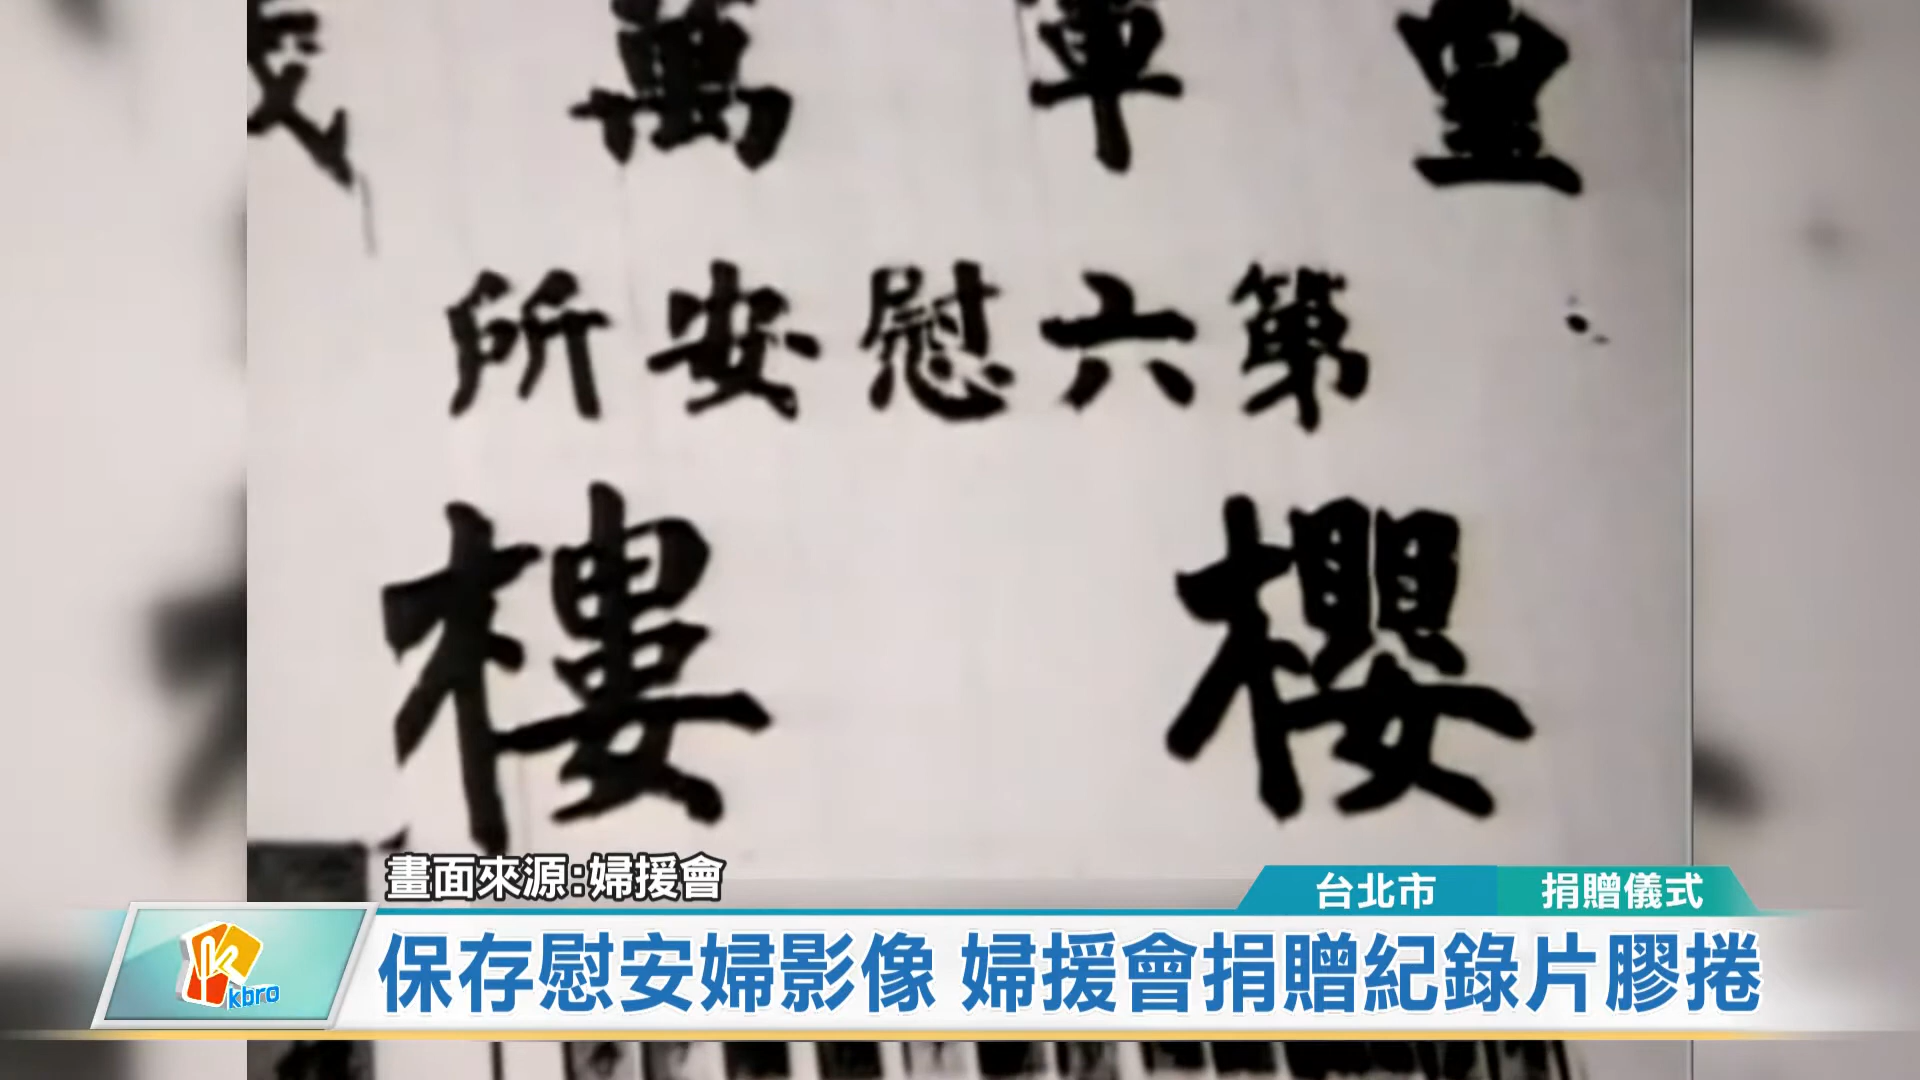 皇軍萬
第六慰安所
櫻樓
畫面來源:婦援會
台北市 捐贈儀式
kbro
保存慰安婦影像 婦援會捐贈紀錄片膠捲